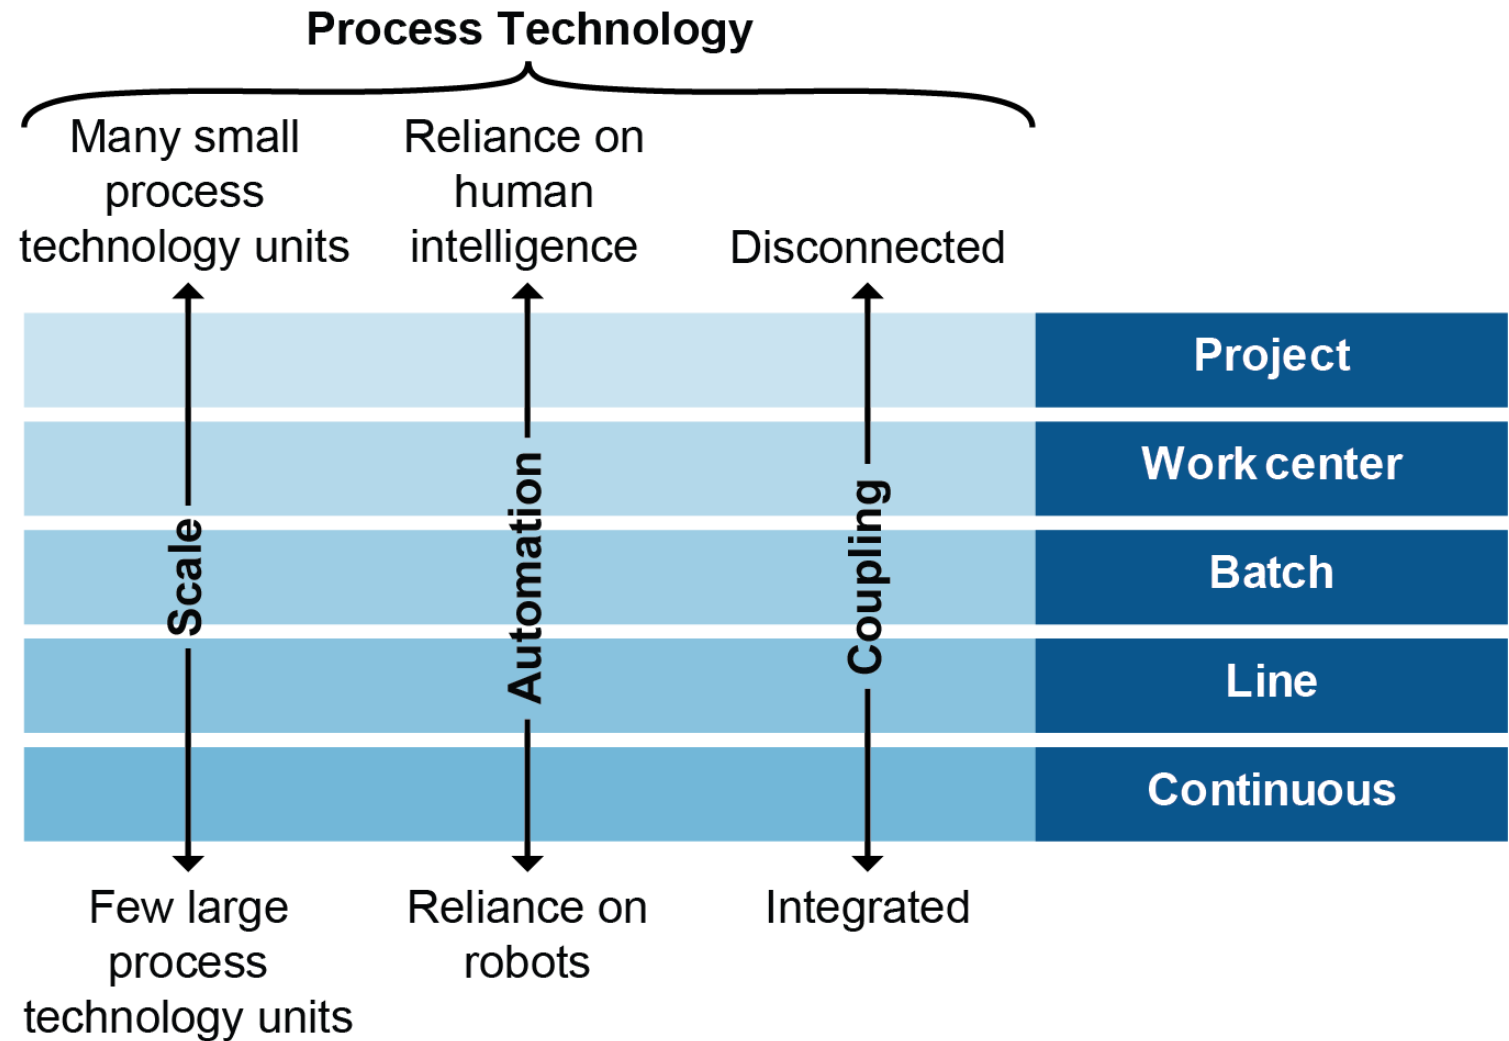 Process Technology
Many small
process
technology units
Reliance on
human
intelligence
Disconnected
Project
Work center
Batch
Line
Continuous
Scale
Automation
Coupling
Few large
process
technology units
Reliance on
robots
Integrated